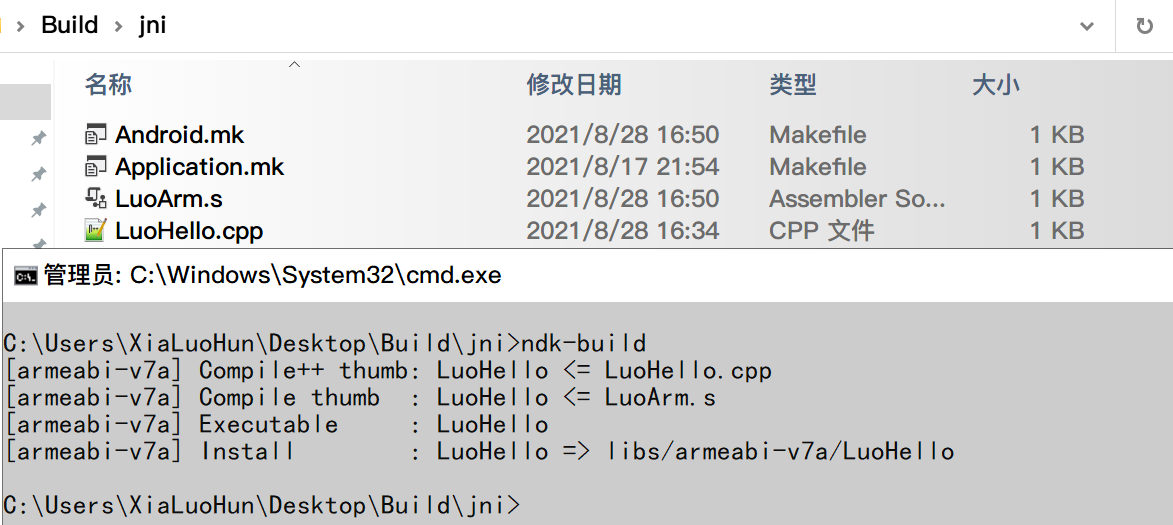 Build > jni
名称 修改日期 类型 大小
Android.mk 2021/8/28 16:50 Makefile 1 KB
Application.mk 2021/8/17 21:54 Makefile 1 KB
LuoArm.s 2021/8/28 16:50 Assembler So... 1 KB
LuoHello.cpp 2021/8/28 16:34 CPP 文件 1 KB
管理员: C:\Windows\System32\cmd.exe
C:\Users\XiaLuoHun\Desktop\Build\jni>ndk-build
[armeabi-v7a] Compile++ thumb: LuoHello <= LuoHello.cpp
[armeabi-v7a] Compile thumb  : LuoHello <= LuoArm.s
[armeabi-v7a] Executable     : LuoHello
[armeabi-v7a] Install        : LuoHello => libs/armeabi-v7a/LuoHello
C:\Users\XiaLuoHun\Desktop\Build\jni>